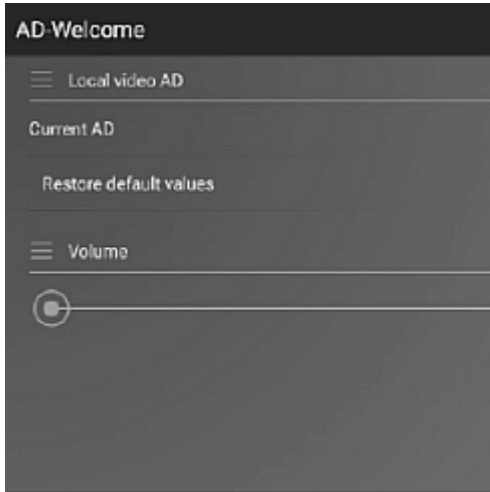 AD-Welcome
Local video AD
Current AD
Restore default values
Volume